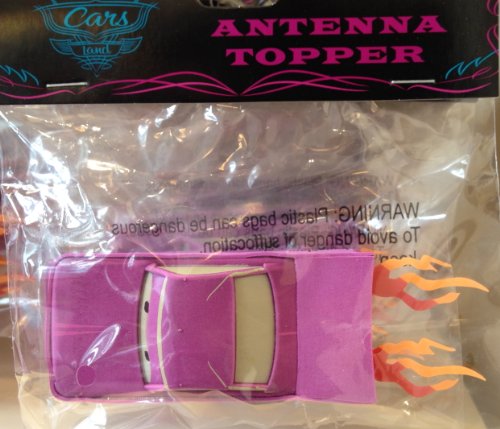 Cars
land
ANTENNA
TOPPER
WARNING: Plastic bags can be dangerous
To avoid danger of suffocation,